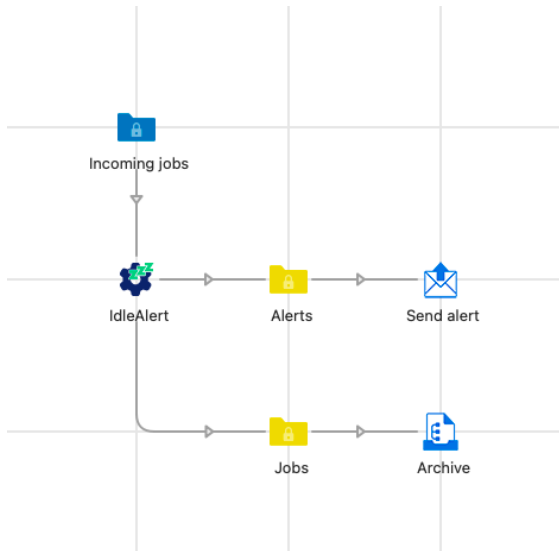 Incoming jobs
IdleAlert
Alerts
Send alert
Jobs
Archive